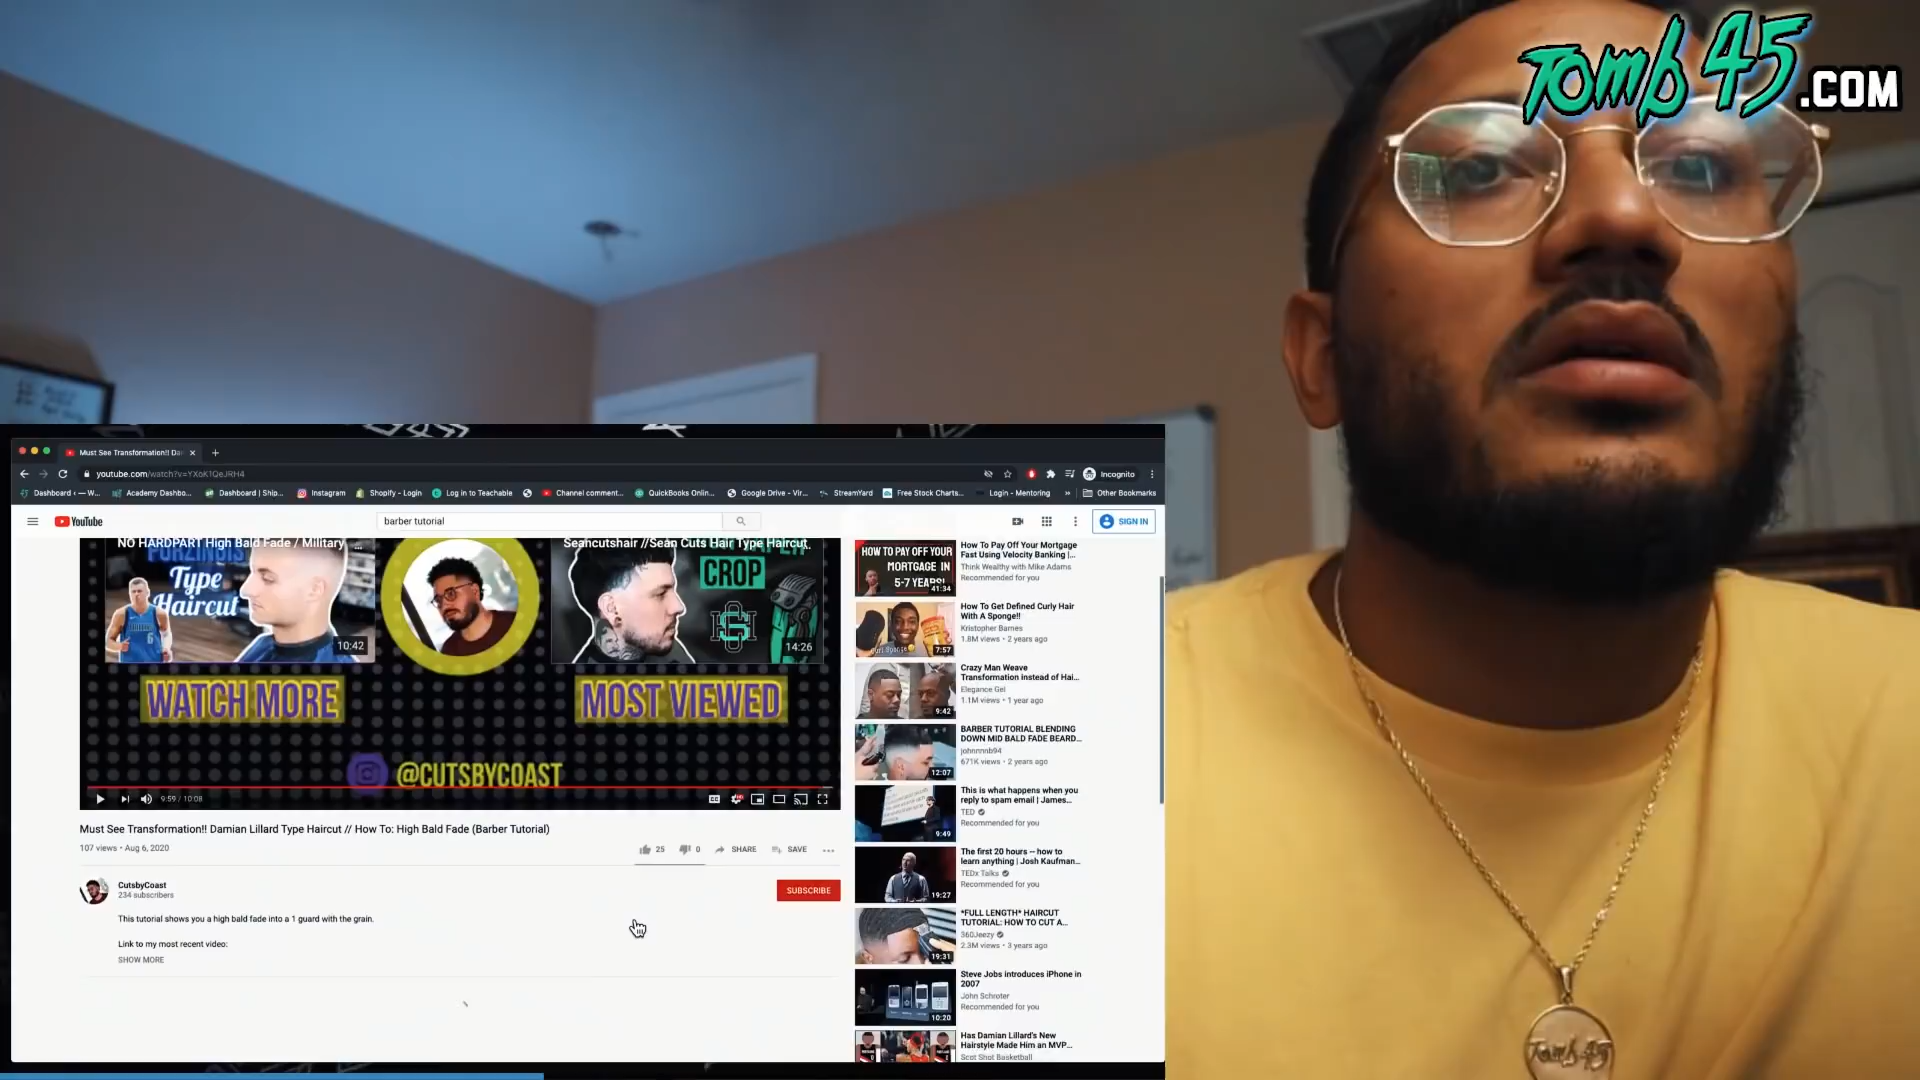 Tomb 45.COM
Must See Transformation!! Da
youtube.com/watch?v=YX6K1QeJRH4
Incognito
Dashboard ‹ — W...
Academy Dashbo...
Dashboard | Ship...
Instagram
Shopify - Login
Log in to Teachable
Channel comment...
QuickBooks Onlin...
Google Drive - Vir...
StreamYard
Free Stock Charts...
Login - Mentoring
»
Other Bookmarks
YouTube
barber tutorial
SIGN IN
NO HARDPART High Bald Fade / Military ...
PORZINGIS
Type
Haircut
10:42
Seancutshair //Sean Cuts Hair Type Haircut...
CROP
14:26
WATCH MORE
MOST VIEWED
@CUTSBYCOAST
9:59 / 10:08
Must See Transformation!! Damian Lillard Type Haircut // How To: High Bald Fade (Barber Tutorial)
107 views • Aug 6, 2020
25
0
SHARE
SAVE
CutsbyCoast
234 subscribers
SUBSCRIBE
This tutorial shows you a high bald fade into a 1 guard with the grain.
Link to my most recent video:
SHOW MORE
HOW TO PAY OFF YOUR
MORTGAGE IN
5-7 YEARS!
41:34
How To Pay Off Your Mortgage
Fast Using Velocity Banking |...
Think Wealthy with Mike Adams
Recommended for you
7:57
How To Get Defined Curly Hair
With A Sponge!!
Kristopher Barnes
1.8M views • 2 years ago
9:42
Crazy Man Weave
Transformation instead of Hai...
Elegance Gel
1.1M views • 1 year ago
12:07
BARBER TUTORIAL BLENDING
DOWN MID BALD FADE BEARD...
johnnnnb94
671K views • 2 years ago
9:49
This is what happens when you
reply to spam email | James...
TED
Recommended for you
19:27
The first 20 hours -- how to
learn anything | Josh Kaufman...
TEDx Talks
Recommended for you
19:31
*FULL LENGTH* HAIRCUT
TUTORIAL: HOW TO CUT A...
360Jeezy
2.3M views • 3 years ago
10:20
Steve Jobs introduces iPhone in
2007
John Schroter
Recommended for you
Has Damian Lillard's New
Hairstyle Made Him an MVP...
Scot Shot Basketball
Tomb 45